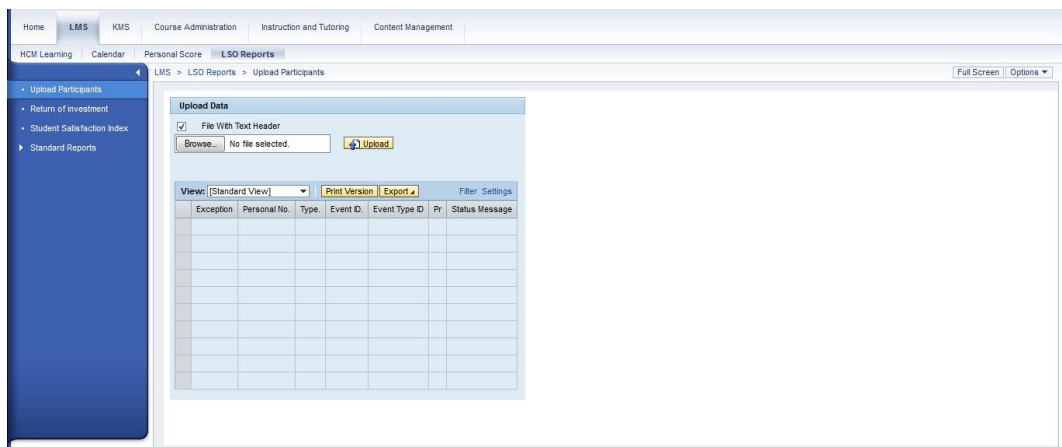 Home LMS KMS Course Administration Instruction and Tutoring Content Management
HCM Learning Calendar Personal Score LSO Reports
LMS > LSO Reports > Upload Participants Full Screen Options
Upload Participants
Return of investment
Student Satisfaction Index
Standard Reports
Upload Data
File With Text Header
Browse... No file selected. Upload
View: [Standard View] Print Version Export Filter Settings
Exception Personal No. Type. Event ID. Event Type ID Pr Status Message